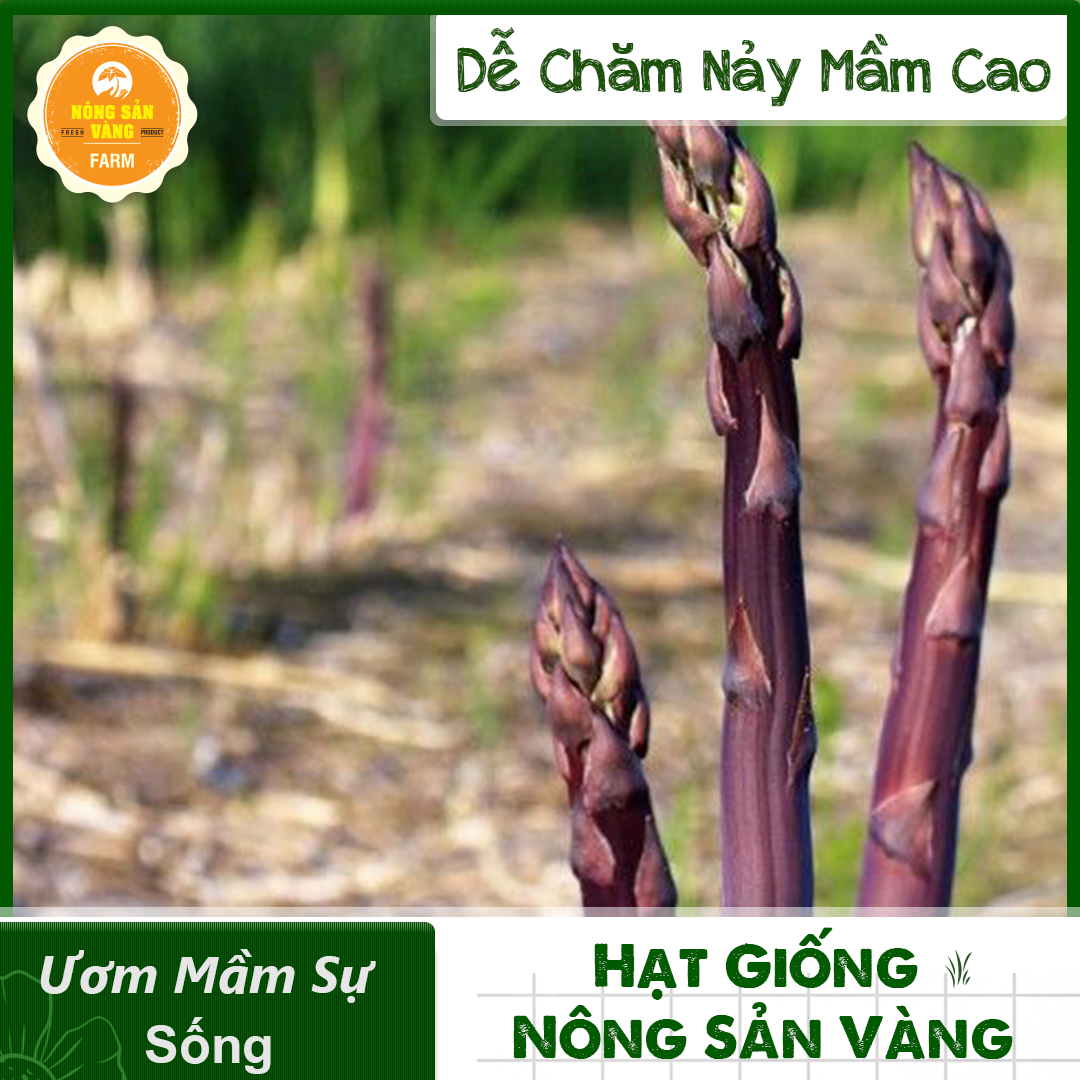 Dễ Chăm Nảy Mầm Cao
NÔNG SẢN
VÀNG
FRESH PRODUCT
FARM
Ươm Mầm Sự
Sống
HẠT GIỐNG
NÔNG SẢN VÀNG